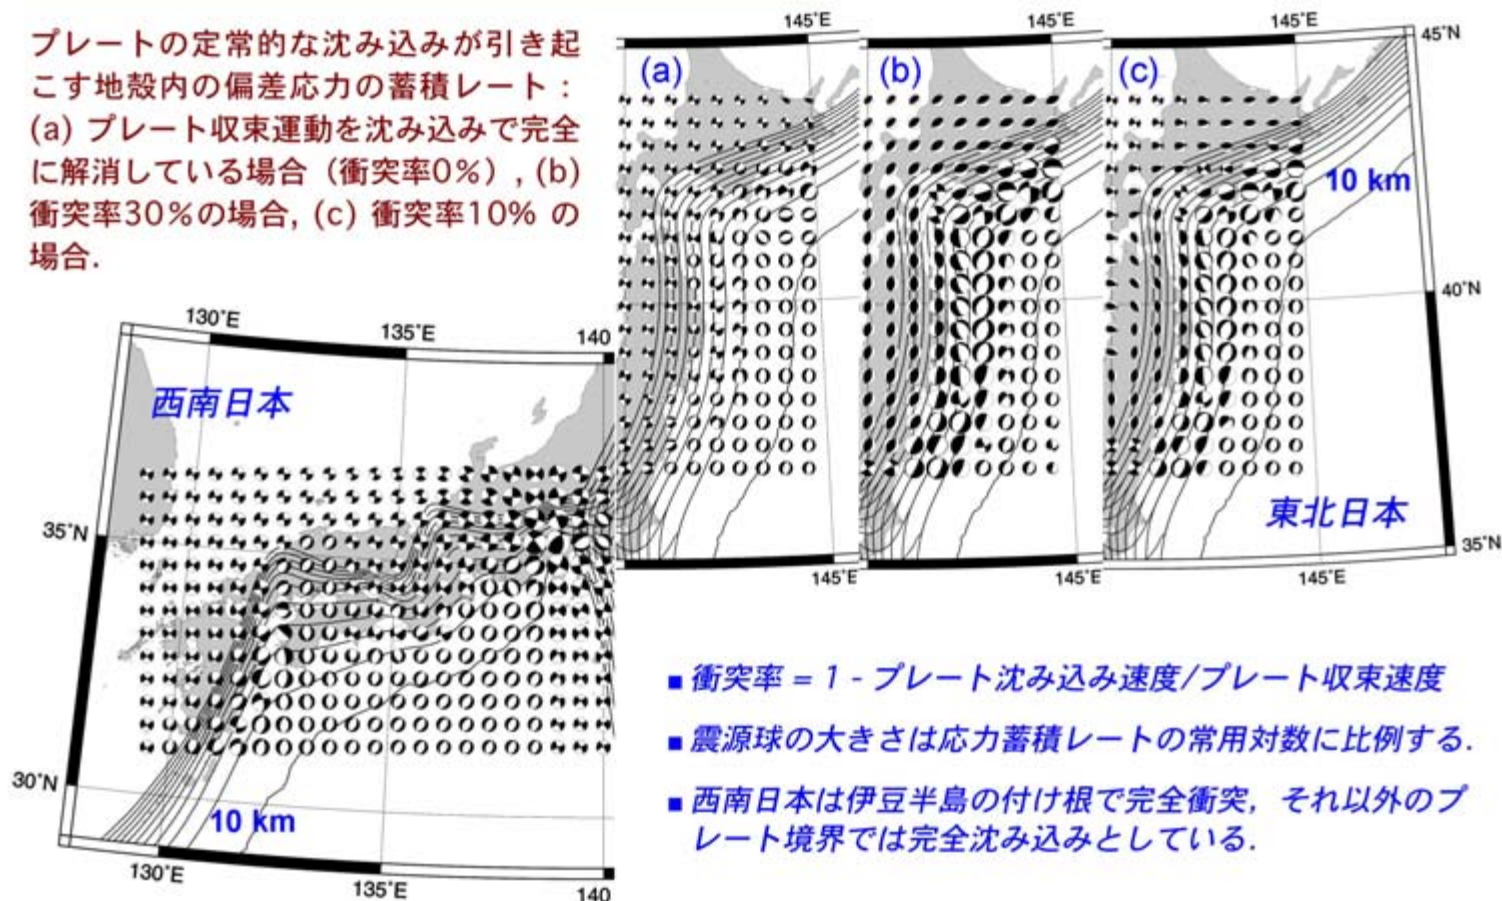 プレートの定常的な沈み込みが引き起
こす地殻内の偏差応力の蓄積レート：
(a) プレート収束運動を沈み込みで完全
に解消している場合（衝突率0%）, (b)
衝突率30%の場合, (c) 衝突率10% の
場合.
145˚E
145˚E
145˚E
(a)
(b)
(c)
45˚N
10 km
40˚N
東北日本
35˚N
145˚E
145˚E
145˚E
130˚E
135˚E
140
西南日本
35˚N
30˚N
10 km
130˚E
135˚E
140
■ 衝突率 = 1 - プレート沈み込み速度/プレート収束速度
■ 震源球の大きさは応力蓄積レートの常用対数に比例する.
■ 西南日本は伊豆半島の付け根で完全衝突, それ以外のプ
レート境界では完全沈み込みとしている.